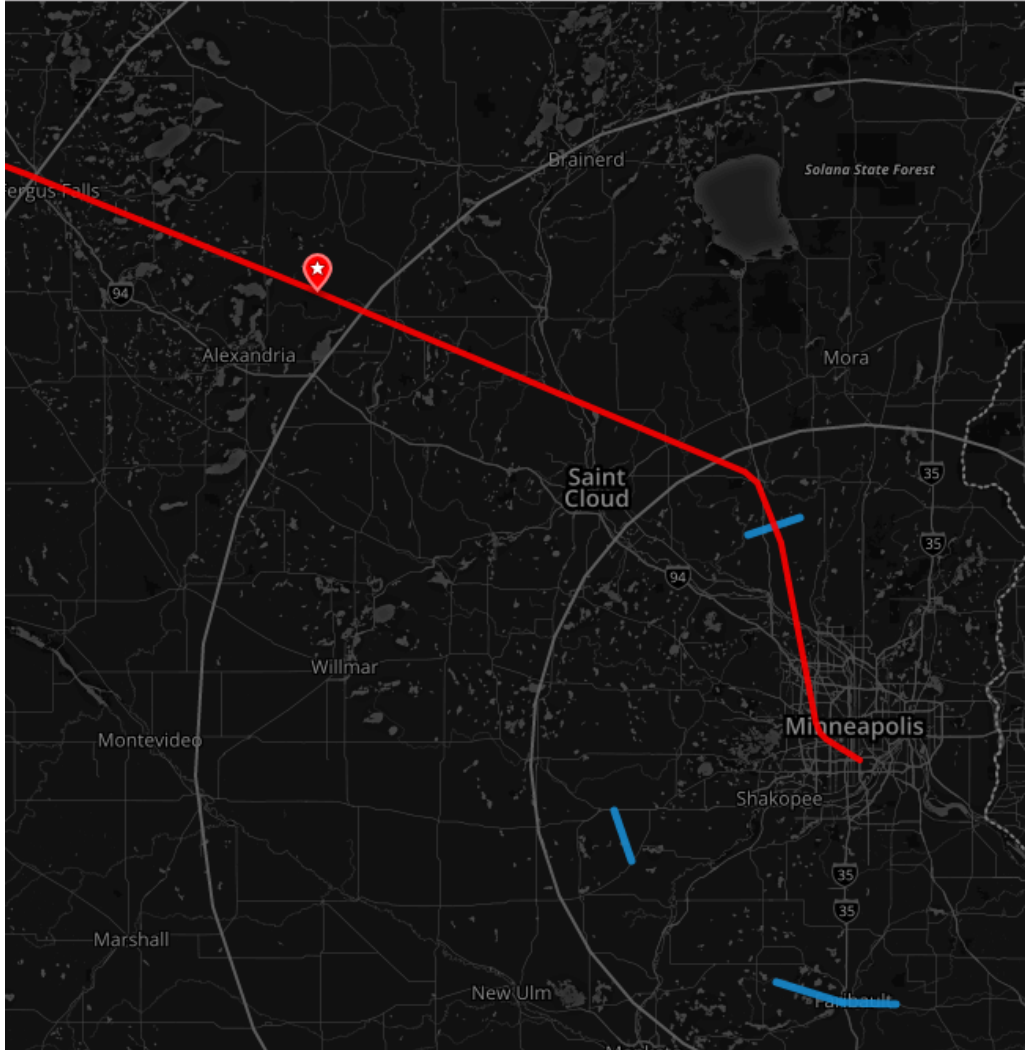 Brainerd
Solana State Forest
Fergus Falls
94
Alexandria
Mora
35
Saint
Cloud
35
94
Willmar
Minneapolis
Montevideo
Shakopee
35
35
Marshall
New Ulm
Faribault